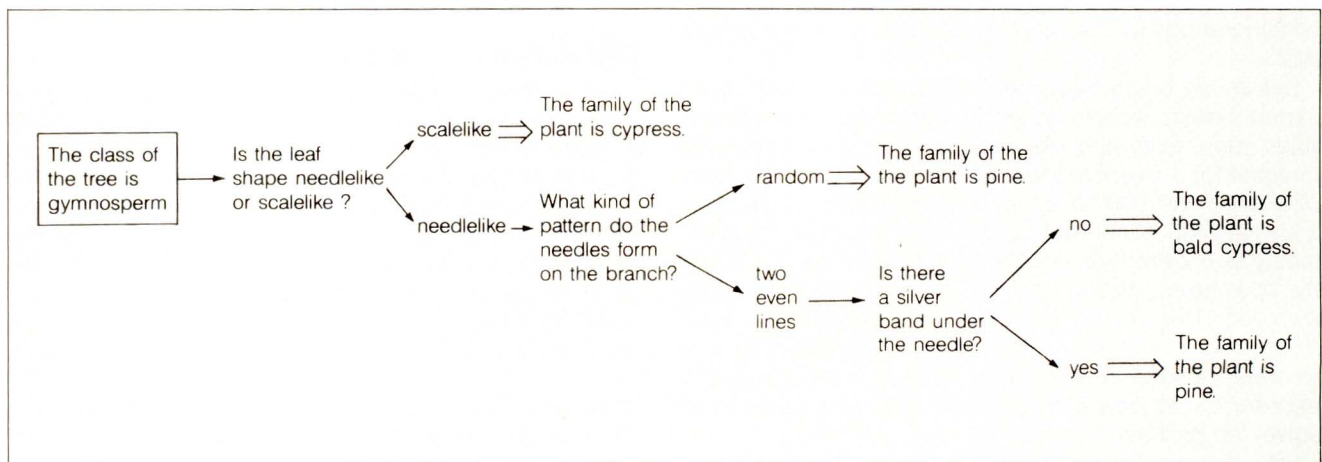 The class of
the tree is
gymnosperm
Is the leaf
shape needlelike
or scalelike ?
scalelike
The family of the
plant is cypress.
needlelike
What kind of
pattern do the
needles form
on the branch?
random
The family of the
the plant is pine.
two
even
lines
Is there
a silver
band under
the needle?
no
The family of
the plant is
bald cypress.
yes
The family of
the plant is
pine.